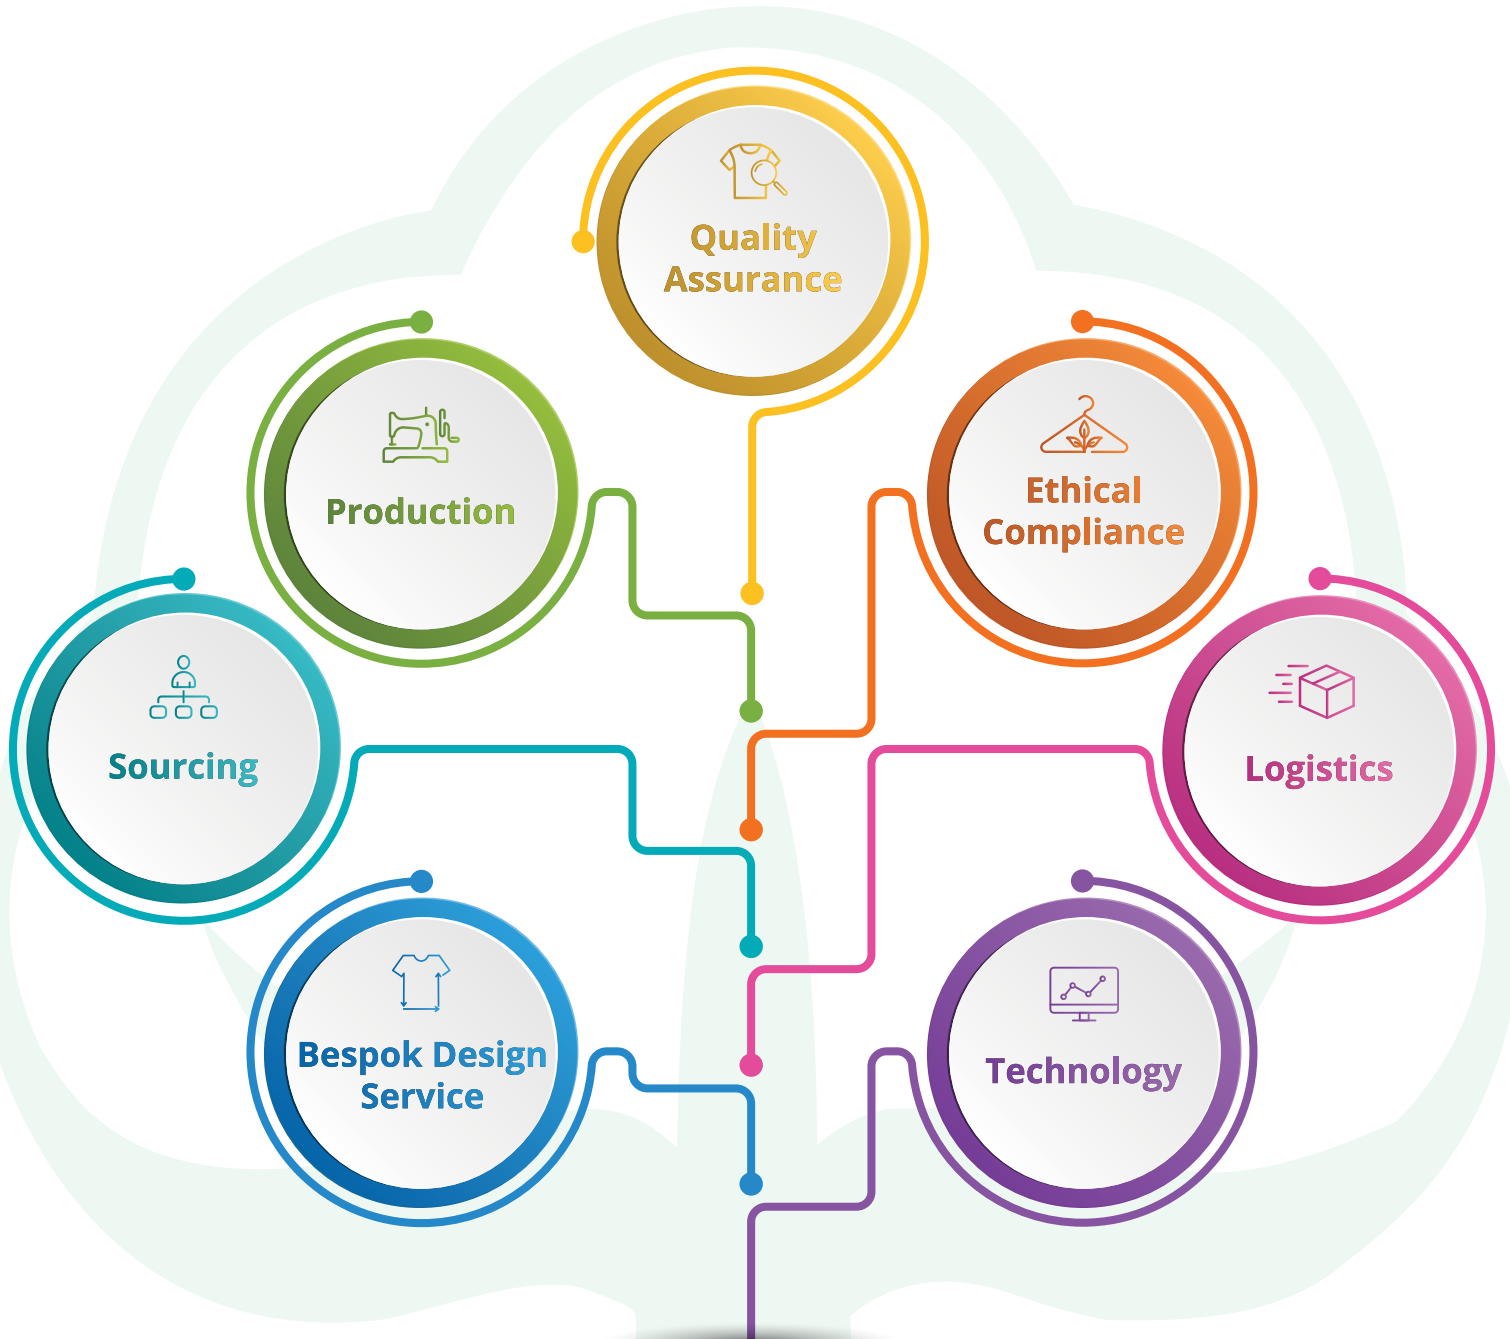 Quality
Assurance
Production
Ethical
Compliance
Sourcing
Logistics
Bespok Design
Service
Technology